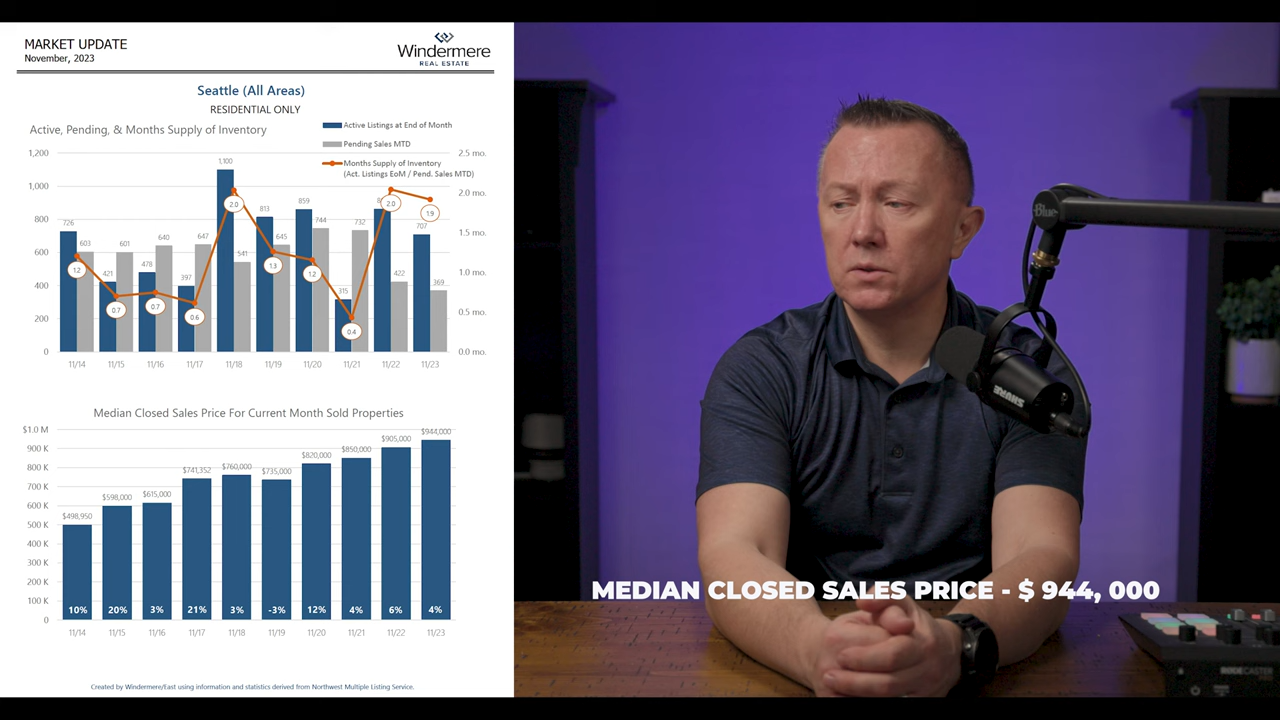 MARKET UPDATE
November, 2023
Windermere
REAL ESTATE
Seattle (All Areas)
RESIDENTIAL ONLY
Active, Pending, & Months Supply of Inventory
Active Listings at End of Month
Pending Sales MTD
Months Supply of Inventory
(Act. Listings EoM / Pend. Sales MTD)
1,200
1,000
800
600
400
200
0
2.5 mo.
2.0 mo.
1.5 mo.
1.0 mo.
0.5 mo.
0.0 mo.
726 603 421 601 478 640 397 647 1,100 541 813 645 859 744 315 732 422 707 369
1.2 0.7 0.7 0.6 2.0 1.3 1.2 0.4 2.0 1.9
11/14 11/15 11/16 11/17 11/18 11/19 11/20 11/21 11/22 11/23
Median Closed Sales Price For Current Month Sold Properties
$1.0 M
900 K
800 K
700 K
600 K
500 K
400 K
300 K
200 K
100 K
0
$498,950 $598,000 $615,000 $741,352 $760,000 $735,000 $820,000 $850,000 $905,000 $944,000
10% 20% 3% 21% 3% -3% 12% 4% 6% 4%
11/14 11/15 11/16 11/17 11/18 11/19 11/20 11/21 11/22 11/23
Created by Windermere/East using information and statistics derived from Northwest Multiple Listing Service.
Blue
SHURE
MEDIAN CLOSED SALES PRICE - $ 944, 000
RØDECASTER